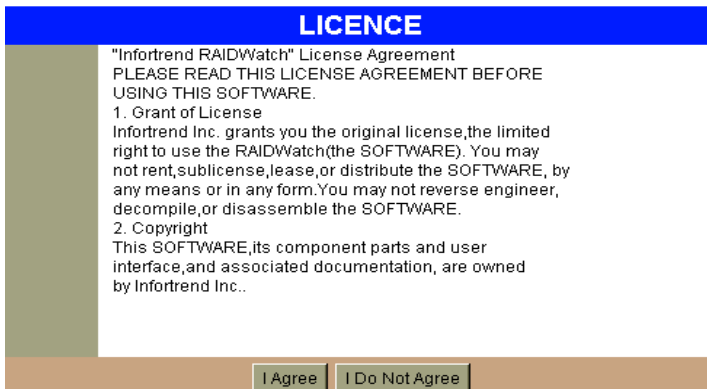 LICENCE
"Infortrend RAIDWatch" License Agreement
PLEASE READ THIS LICENSE AGREEMENT BEFORE
USING THIS SOFTWARE.
1. Grant of License
Infortrend Inc. grants you the original license,the limited
right to use the RAIDWatch(the SOFTWARE). You may
not rent,sublicense,lease,or distribute the SOFTWARE, by
any means or in any form.You may not reverse engineer,
decompile,or disassemble the SOFTWARE.
2. Copyright
This SOFTWARE,its component parts and user
interface,and associated documentation, are owned
by Infortrend Inc..
I Agree I Do Not Agree